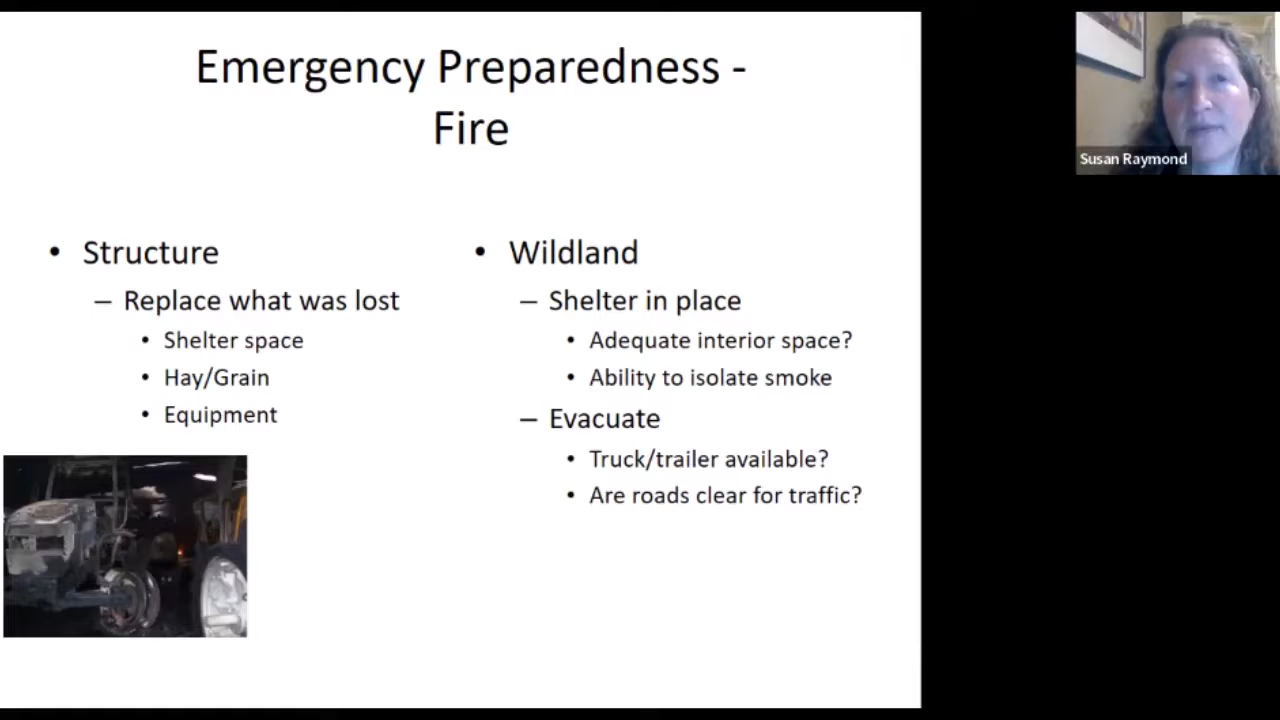 Emergency Preparedness -
Fire
• Structure
– Replace what was lost
• Shelter space
• Hay/Grain
• Equipment
• Wildland
– Shelter in place
• Adequate interior space?
• Ability to isolate smoke
– Evacuate
• Truck/trailer available?
• Are roads clear for traffic?
Susan Raymond